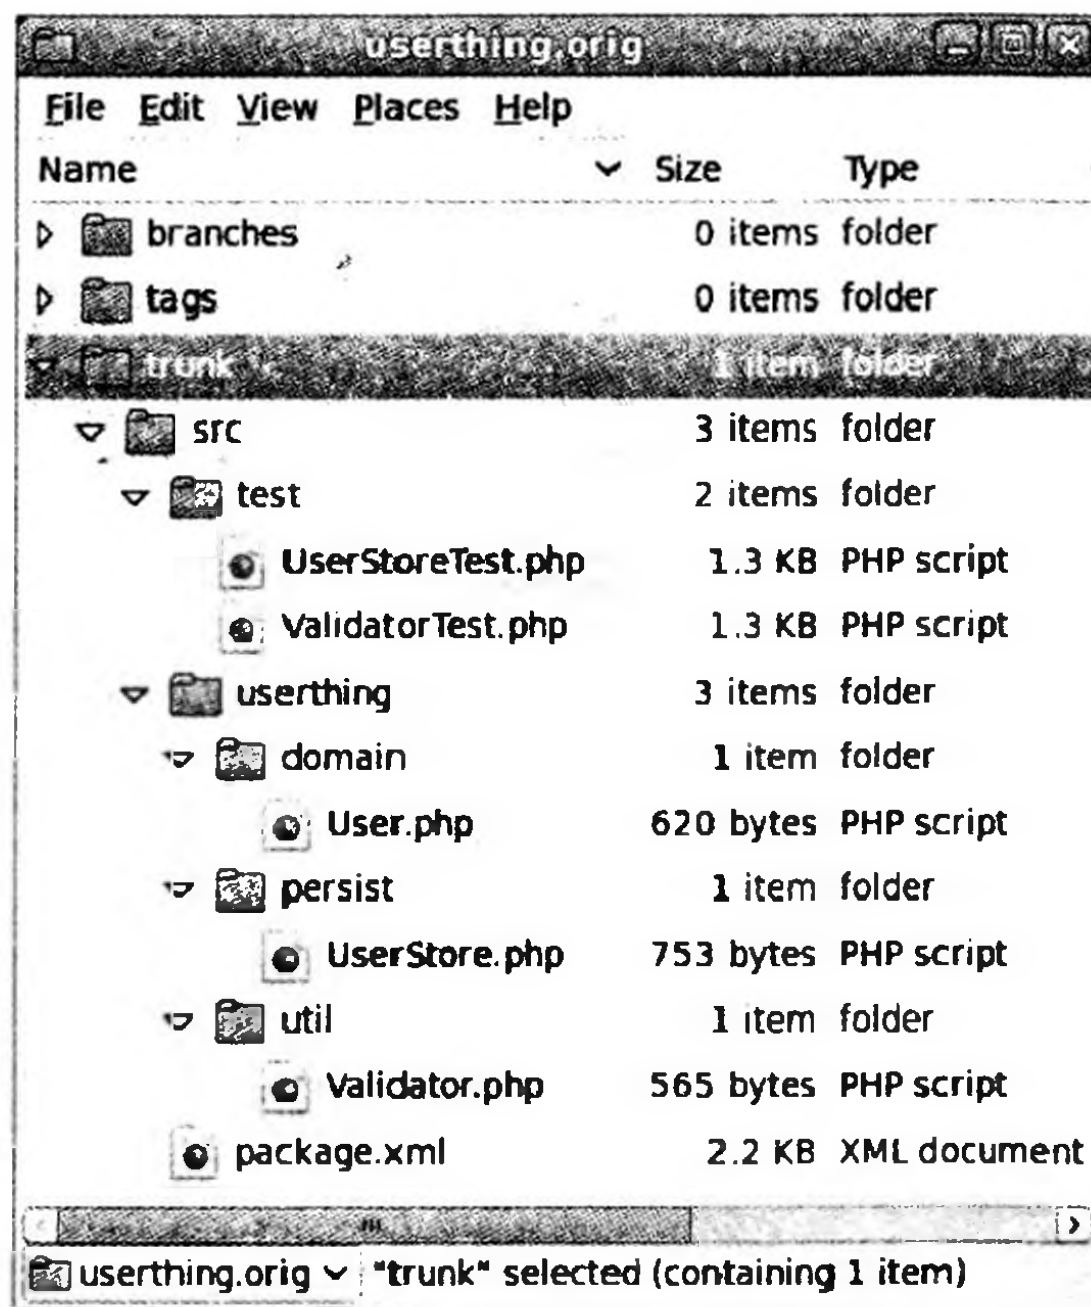 userthing.orig
File Edit View Places Help
Name Size Type
branches 0 items folder
tags 0 items folder
trunk 1 item folder
src 3 items folder
test 2 items folder
UserStoreTest.php 1.3 KB PHP script
ValidatorTest.php 1.3 KB PHP script
userthing 3 items folder
domain 1 item folder
User.php 620 bytes PHP script
persist 1 item folder
UserStore.php 753 bytes PHP script
util 1 item folder
Validator.php 565 bytes PHP script
package.xml 2.2 KB XML document
userthing.orig "trunk" selected (containing 1 item)